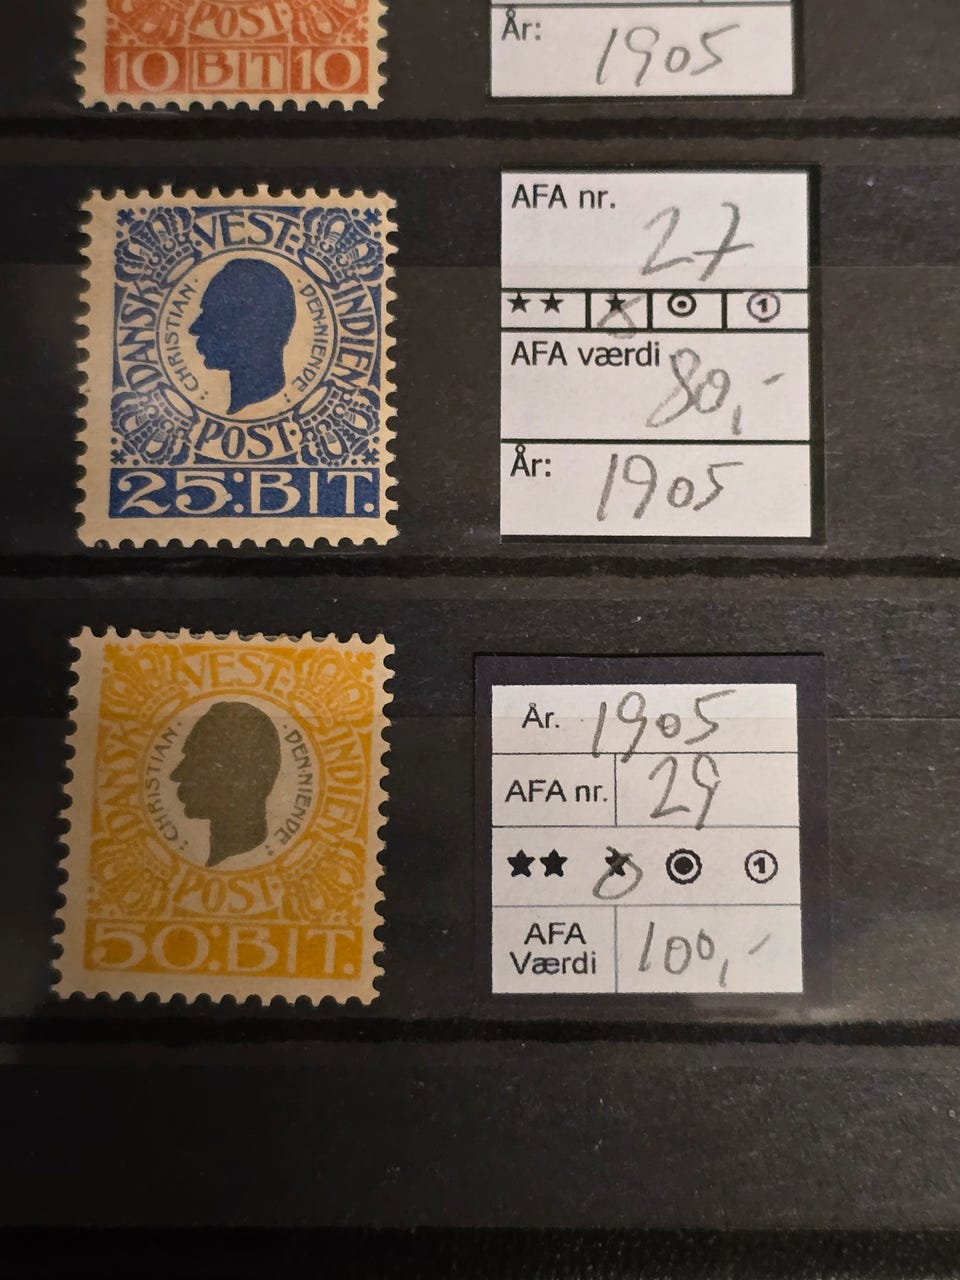 POST
10 BIT 10
År: 1905
VEST:
DANSK
INDIEN
CHRISTIAN
DEN·NIENDE
POST
25:BIT.
AFA nr. 27
★★ ★ ①
AFA værdi 80,-
År: 1905
VEST:
DANSK
INDIEN
CHRISTIAN
DEN·NIENDE
POST
50:BIT.
År. 1905
AFA nr. 29
★★ ★ ①
AFA Værdi 100,-